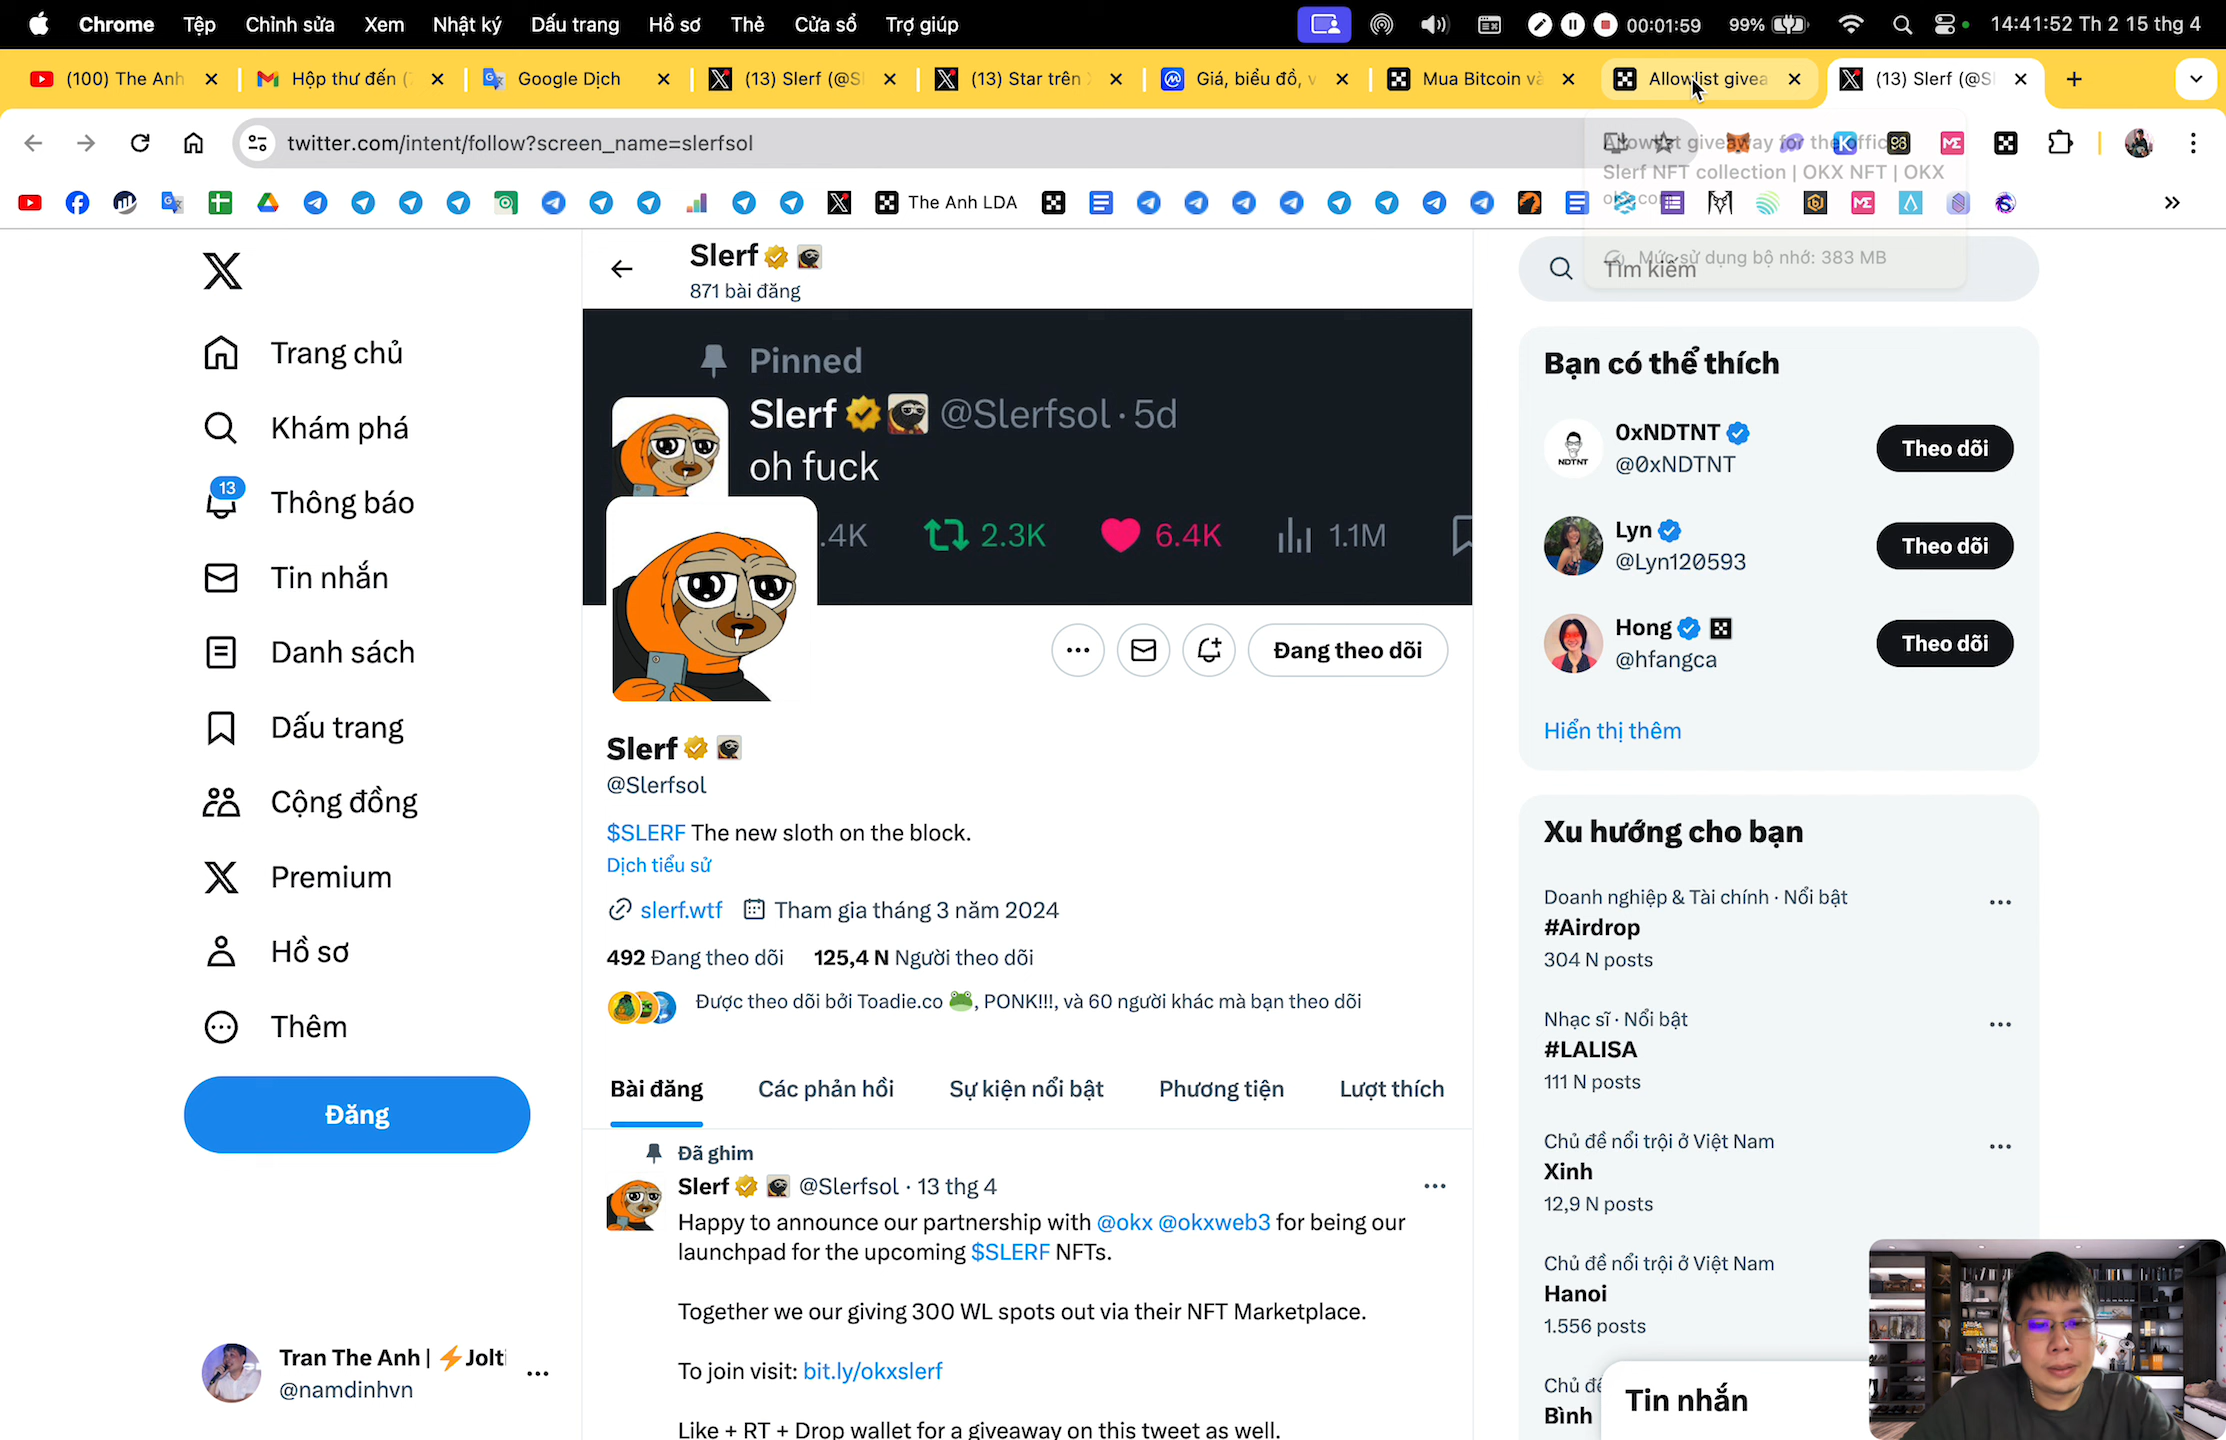 Chrome Tệp Chỉnh sửa Xem Nhật ký Dấu trang Hồ sơ Thẻ Cửa sổ Trợ giúp 00:01:59 99% 14:41:52 Th 2 15 thg 4
(100) The Anh Hộp thư đến ( Google Dịch (13) Slerf (@S (13) Star trên Giá, biểu đồ, v Mua Bitcoin và Allowlist givea (13) Slerf (@S
twitter.com/intent/follow?screen_name=slerfsol
Allowlist giveaway for the offic
Slerf NFT collection | OKX NFT | OKX
okx.com
Mức sử dụng bộ nhớ: 383 MB
The Anh LDA
Slerf
871 bài đăng
Tìm kiếm
Trang chủ
Khám phá
13
Thông báo
Tin nhắn
Danh sách
Dấu trang
Cộng đồng
Premium
Hồ sơ
Thêm
Đăng
Tran The Anh | ⚡Jolti
@namdinhvn
Pinned
Slerf @Slerfsol · 5d
oh fuck
.4K 2.3K 6.4K 1.1M
Đang theo dõi
Slerf
@Slerfsol
$SLERF The new sloth on the block.
Dịch tiểu sử
slerf.wtf Tham gia tháng 3 năm 2024
492 Đang theo dõi 125,4 N Người theo dõi
Được theo dõi bởi Toadie.co 🐸, PONK!!!, và 60 người khác mà bạn theo dõi
Bài đăng Các phản hồi Sự kiện nổi bật Phương tiện Lượt thích
Đã ghim
Slerf @Slerfsol · 13 thg 4
Happy to announce our partnership with @okx @okxweb3 for being our
launchpad for the upcoming $SLERF NFTs.
Together we our giving 300 WL spots out via their NFT Marketplace.
To join visit: bit.ly/okxslerf
Like + RT + Drop wallet for a giveaway on this tweet as well.
Bạn có thể thích
NDTNT
0xNDTNT
@0xNDTNT
Theo dõi
Lyn
@Lyn120593
Theo dõi
Hong
@hfangca
Theo dõi
Hiển thị thêm
Xu hướng cho bạn
Doanh nghiệp & Tài chính · Nổi bật
#Airdrop
304 N posts
Nhạc sĩ · Nổi bật
#LALISA
111 N posts
Chủ đề nổi trội ở Việt Nam
Xinh
12,9 N posts
Chủ đề nổi trội ở Việt Nam
Hanoi
1.556 posts
Chủ đề
Bình
Tin nhắn